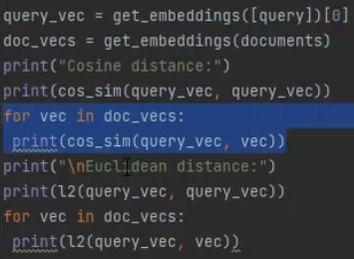 query_vec = get_embeddings([query])[0]
doc_vecs = get_embeddings(documents)
print("Cosine distance:")
print(cos_sim(query_vec, query_vec))
for vec in doc_vecs:
 print(cos_sim(query_vec, vec))
print("\nEuclidean distance:")
print(l2(query_vec, query_vec))
for vec in doc_vecs:
 print(l2(query_vec, vec))